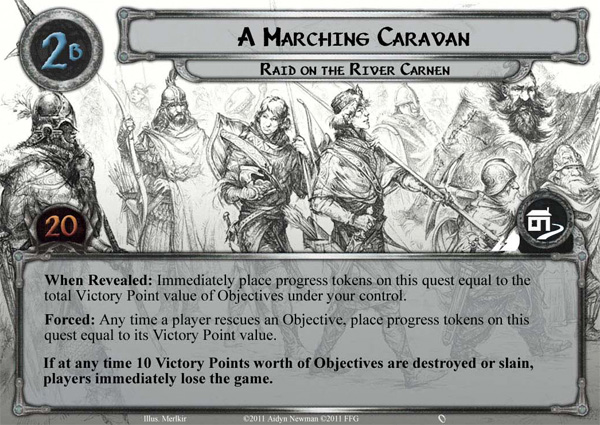 2B
A Marching Caravan
Raid on the River Carnen
20
When Revealed: Immediately place progress tokens on this quest equal to the
total Victory Point value of Objectives under your control.
Forced: Any time a player rescues an Objective, place progress tokens on this
quest equal to its Victory Point value.
If at any time 10 Victory Points worth of Objectives are destroyed or slain,
players immediately lose the game.
Illus. Merlkir ©2011 Aidyn Newman ©2011 FFG